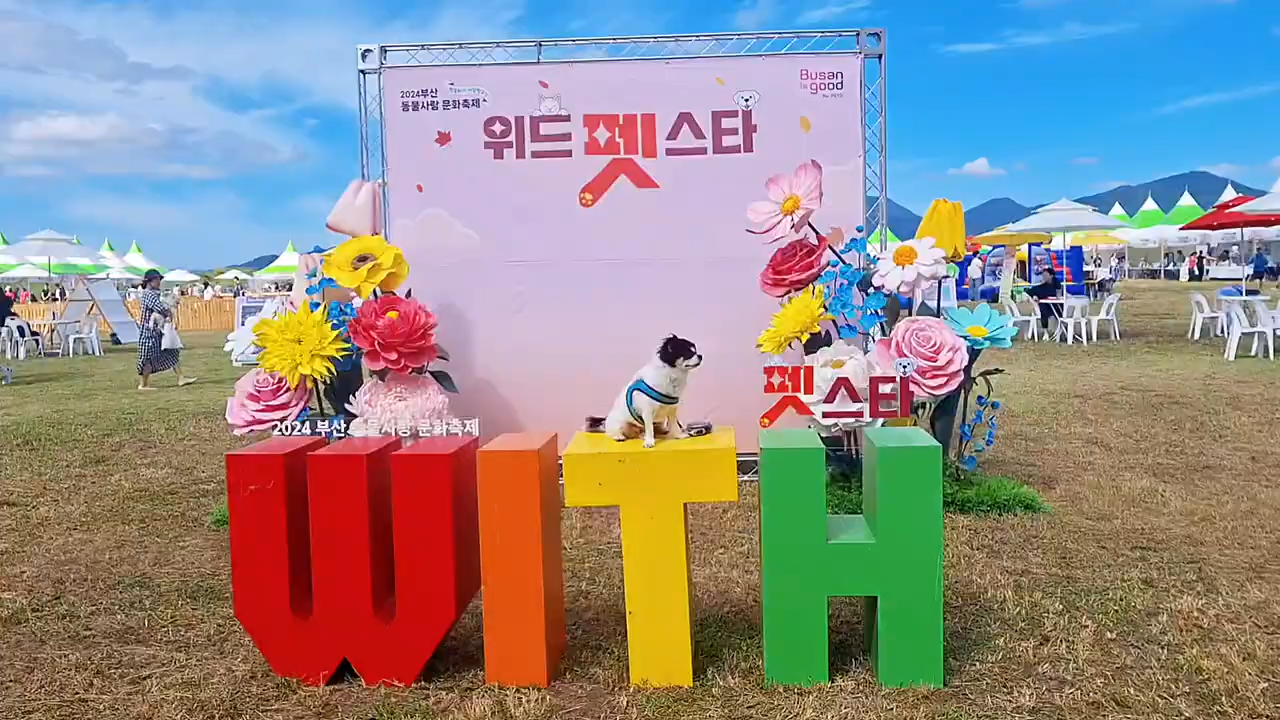 2024부산
동물사랑 문화축제
Busan
is good
위드 펫스타
펫스타
2024 부산 동물사랑 문화축제
WITH